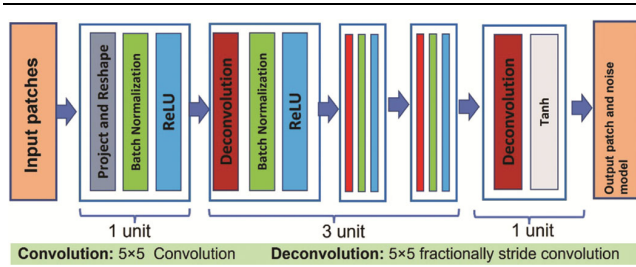 Input patches
Project and Reshape
Batch Normalization
ReLU
Deconvolution
Batch Normalization
ReLU
Deconvolution
Tanh
Output patch and noise
model
1 unit
3 unit
1 unit
Convolution: 5×5 Convolution
Deconvolution: 5×5 fractionally stride convolution